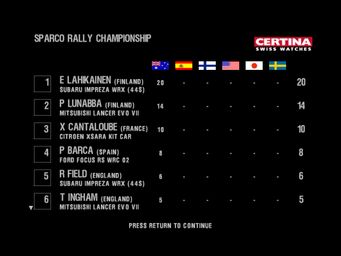 SPARCO RALLY CHAMPIONSHIP
CERTINA
SWISS WATCHES
1 E LAHIKAINEN (FINLAND) 20 - - - - - 20
SUBARU IMPREZA WRX (44S)
2 P LUNABBA (FINLAND) 14 - - - - - 14
MITSUBISHI LANCER EVO VII
3 X CANTALOUBE (FRANCE) 10 - - - - - 10
CITROEN XSARA KIT CAR
4 P BARCA (SPAIN) 8 - - - - - 8
FORD FOCUS RS WRC 02
5 R FIELD (ENGLAND) 6 - - - - - 6
SUBARU IMPREZA WRX (44S)
6 T INGHAM (ENGLAND) 5 - - - - - 5
MITSUBISHI LANCER EVO VII
PRESS RETURN TO CONTINUE